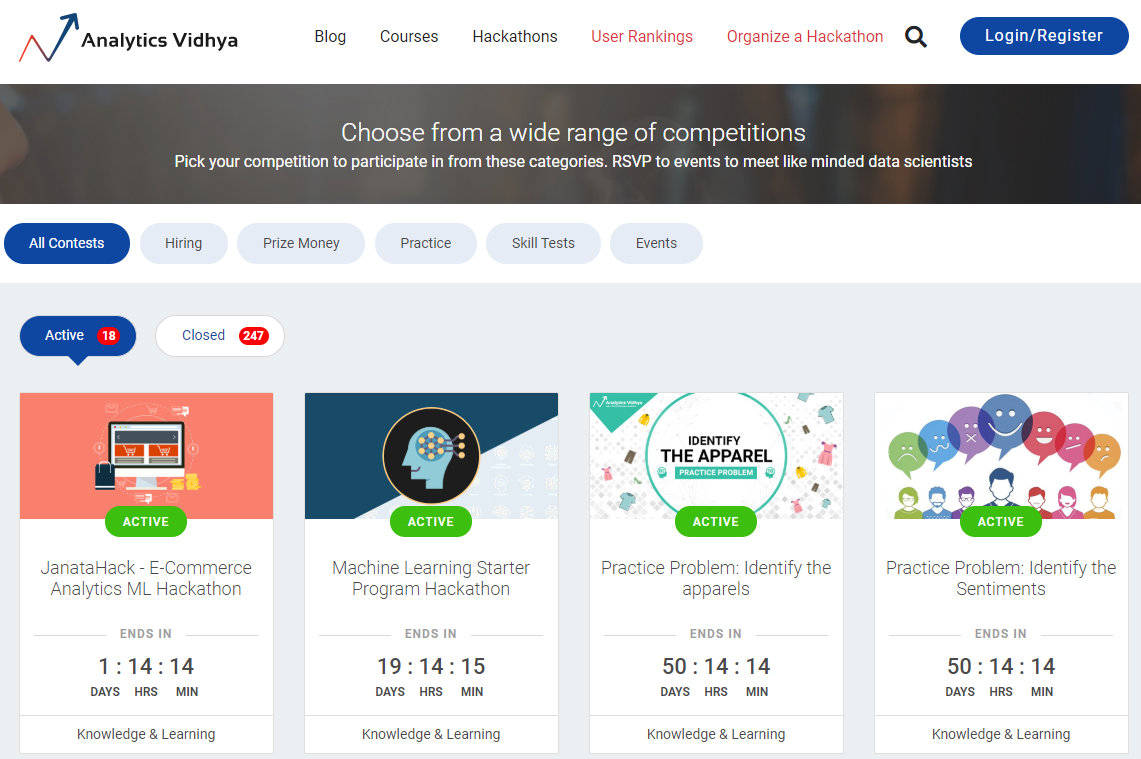 Analytics Vidhya
Blog Courses Hackathons User Rankings Organize a Hackathon Login/Register
Choose from a wide range of competitions
Pick your competition to participate in from these categories. RSVP to events to meet like minded data scientists
All Contests Hiring Prize Money Practice Skill Tests Events
Active 18 Closed 247
Analytics Vidhya
IDENTIFY
THE APPAREL
PRACTICE PROBLEM
ACTIVE ACTIVE ACTIVE ACTIVE
JanataHack - E-Commerce
Analytics ML Hackathon
ENDS IN
1 : 14 : 14
DAYS HRS MIN
Knowledge & Learning
Machine Learning Starter
Program Hackathon
ENDS IN
19 : 14 : 15
DAYS HRS MIN
Knowledge & Learning
Practice Problem: Identify the
apparels
ENDS IN
50 : 14 : 14
DAYS HRS MIN
Knowledge & Learning
Practice Problem: Identify the
Sentiments
ENDS IN
50 : 14 : 14
DAYS HRS MIN
Knowledge & Learning